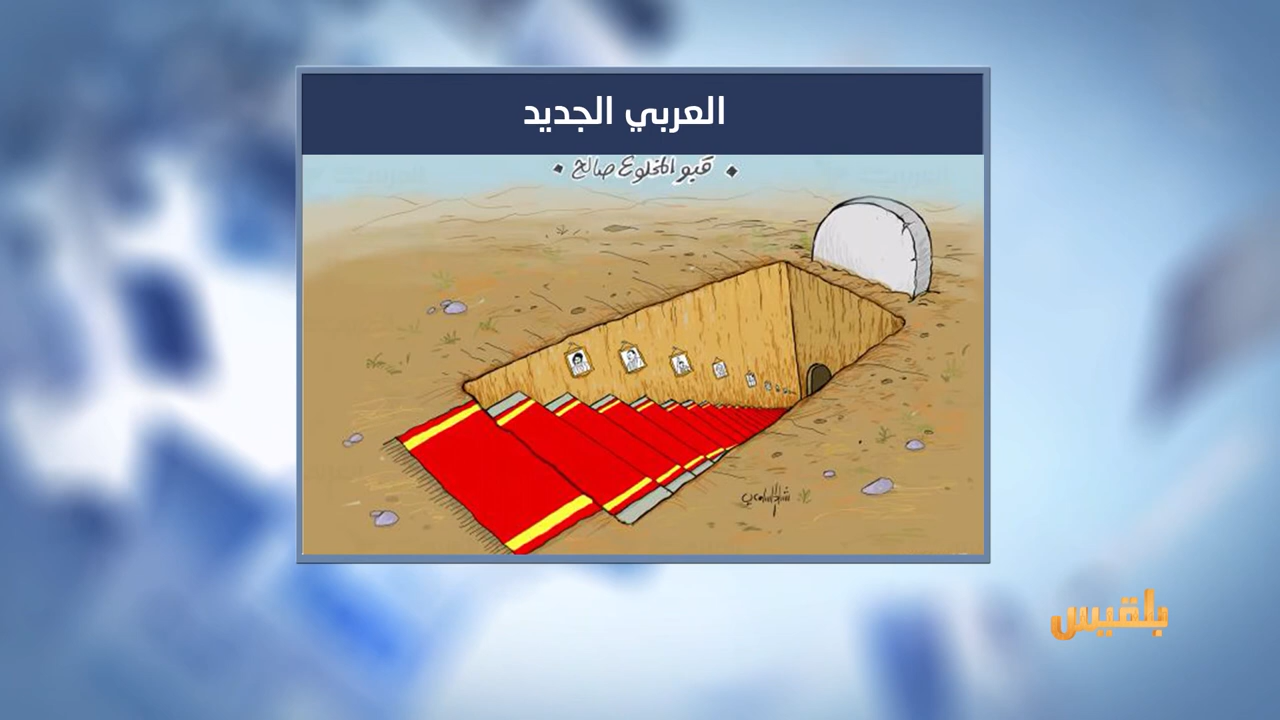 العربي الجديد
• قبو المخلوع صالح •
بلقيس